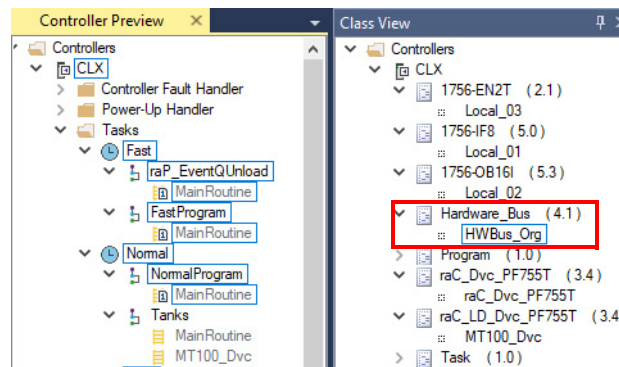 Controller Preview
Controllers
CLX
Controller Fault Handler
Power-Up Handler
Tasks
Fast
raP_EventQUnload
MainRoutine
FastProgram
MainRoutine
Normal
NormalProgram
MainRoutine
Tanks
MainRoutine
MT100_Dvc
Class View
Controllers
CLX
1756-EN2T (2.1)
Local_03
1756-IF8 (5.0)
Local_01
1756-OB16I (5.3)
Local_02
Hardware_Bus (4.1)
HWBus_Org
Program (1.0)
raC_Dvc_PF755T (3.4)
raC_Dvc_PF755T
raC_LD_Dvc_PF755T (3.4
MT100_Dvc
Task (1.0)